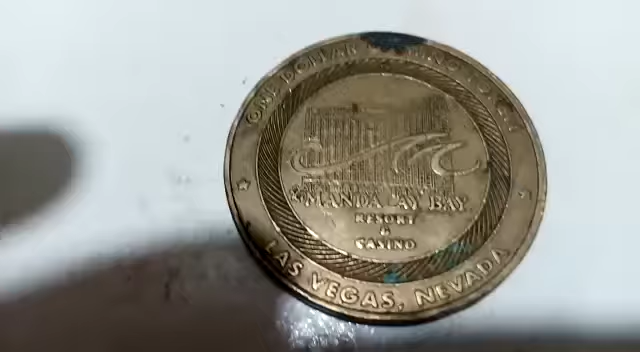 ONE DOLLAR GAMING TOKEN
MANDALAY BAY
RESORT
&
CASINO
LAS VEGAS, NEVADA